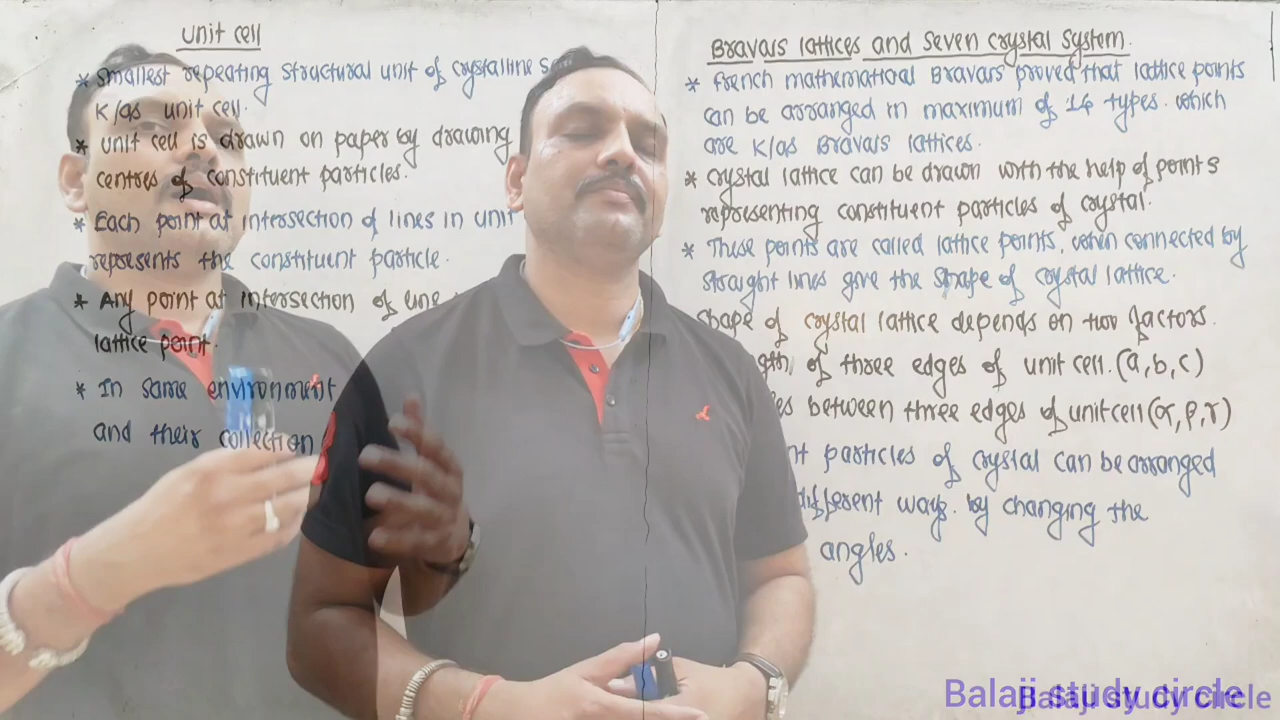 unit cell
* Smallest repeating structural unit of crystalline
K/as unit cell.
* unit cell is drawn on paper by drawing
centres of constituent particles.
* Each point at intersection of lines in unit
represents the constituent particle.
* Any point at intersection of line
lattice point.
* In same environment
and their collection
Bravais lattices and seven crystal system.
* French mathematical Bravais proved that lattice points
can be arranged in maximum of 14 types. which
are K/as Bravais lattices.
* Crystal lattice can be drawn with the help of points
representing constituent particles of crystal.
* These points are called lattice points, when connected by
straight lines give the shape of crystal lattice.
shape of crystal lattice depends on two factors.
of three edges of unit cell. (a, b, c)
between three edges of unit cell (α, β, γ)
particles of crystal can be arranged
different ways. by changing the
angles.
Balaji study circle
Balaji study circle